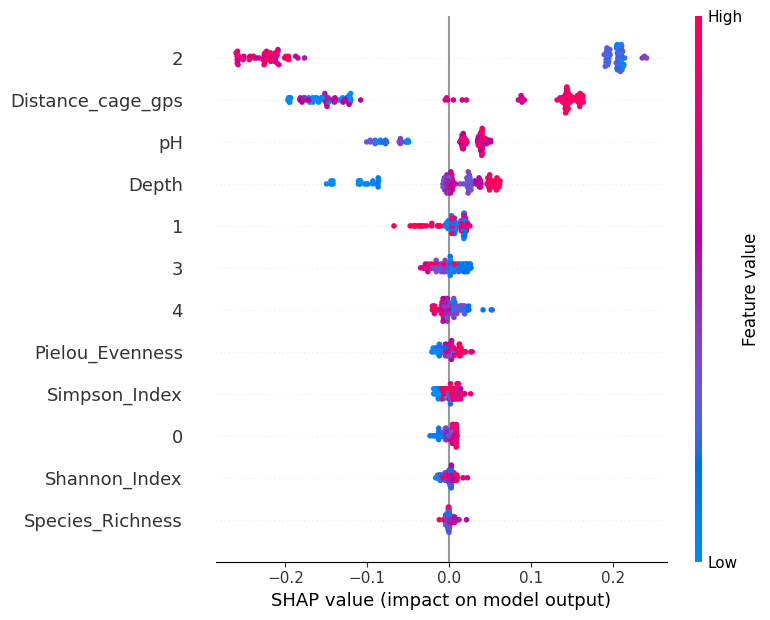 High
2
Distance_cage_gps
pH
Depth
1
3
4
Pielou_Evenness
Simpson_Index
0
Shannon_Index
Species_Richness
Feature value
Low
−0.2 −0.1 0.0 0.1 0.2
SHAP value (impact on model output)